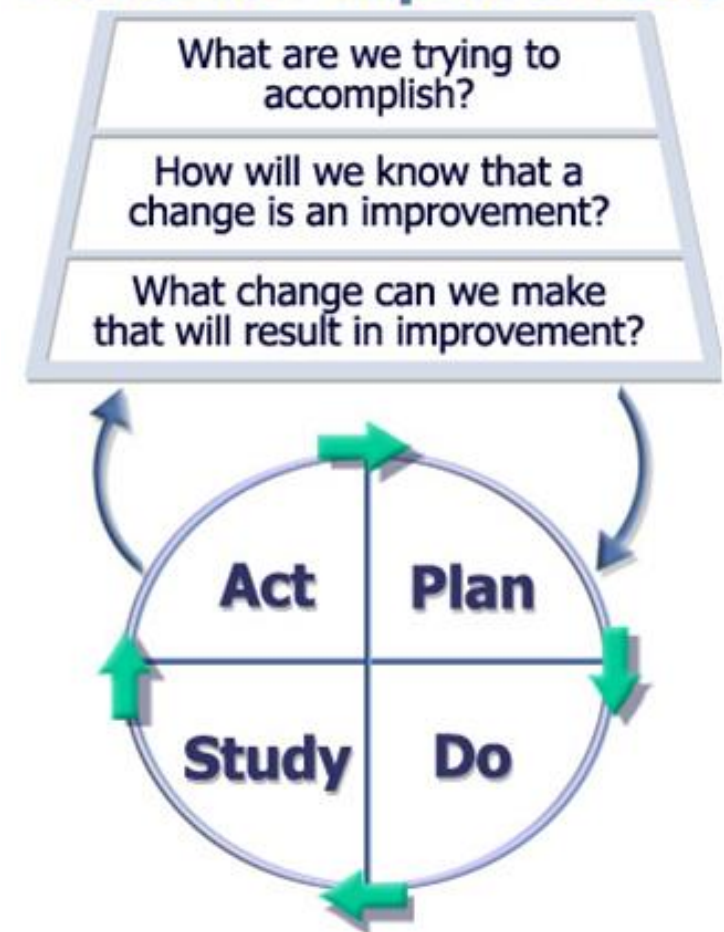 What are we trying to
accomplish?
How will we know that a
change is an improvement?
What change can we make
that will result in improvement?
Act
Plan
Study
Do